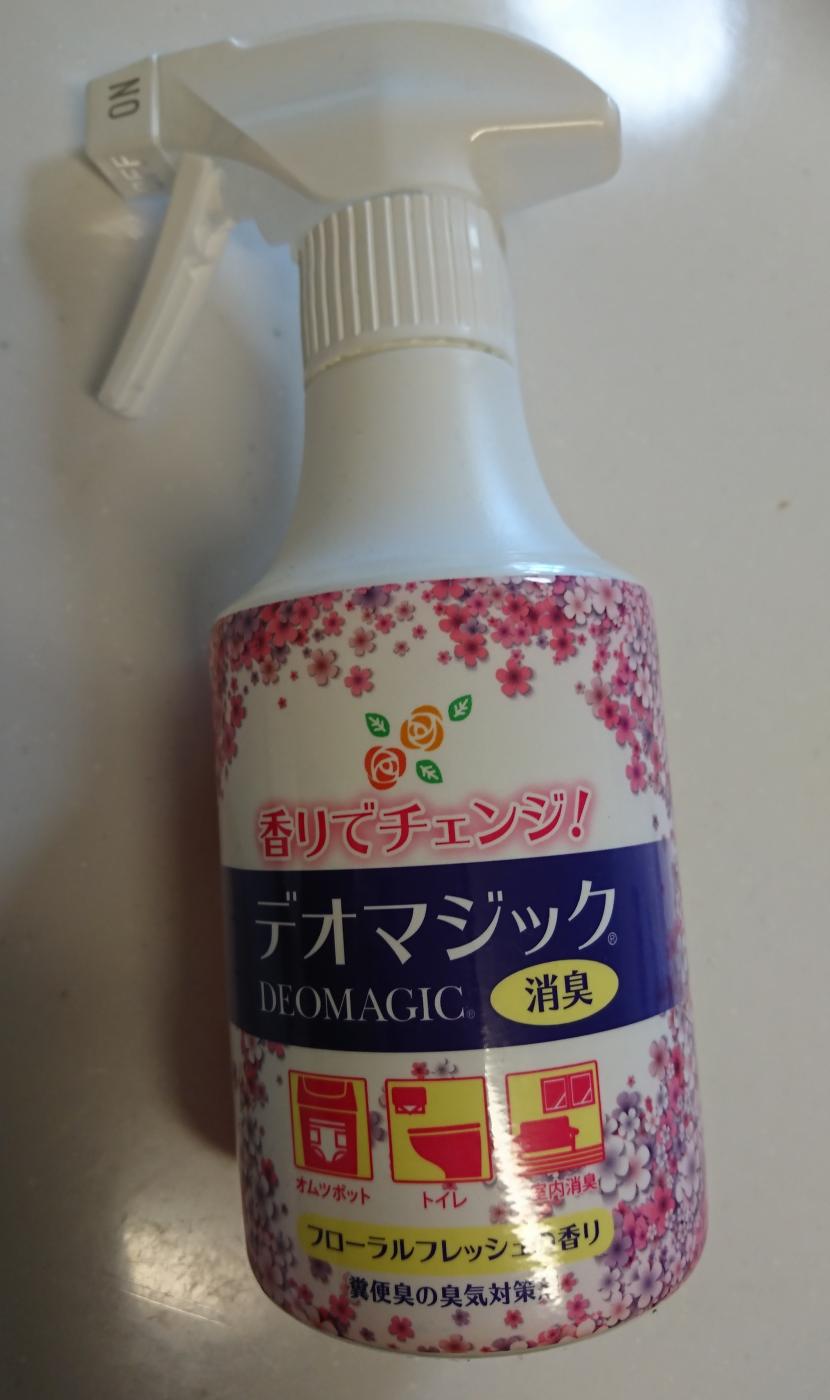 ON
香りでチェンジ!
デオマジック®
DEOMAGIC®
消臭
オムツポット
トイレ
室内消臭
フローラルフレッシュの香り
糞便臭の臭気対策